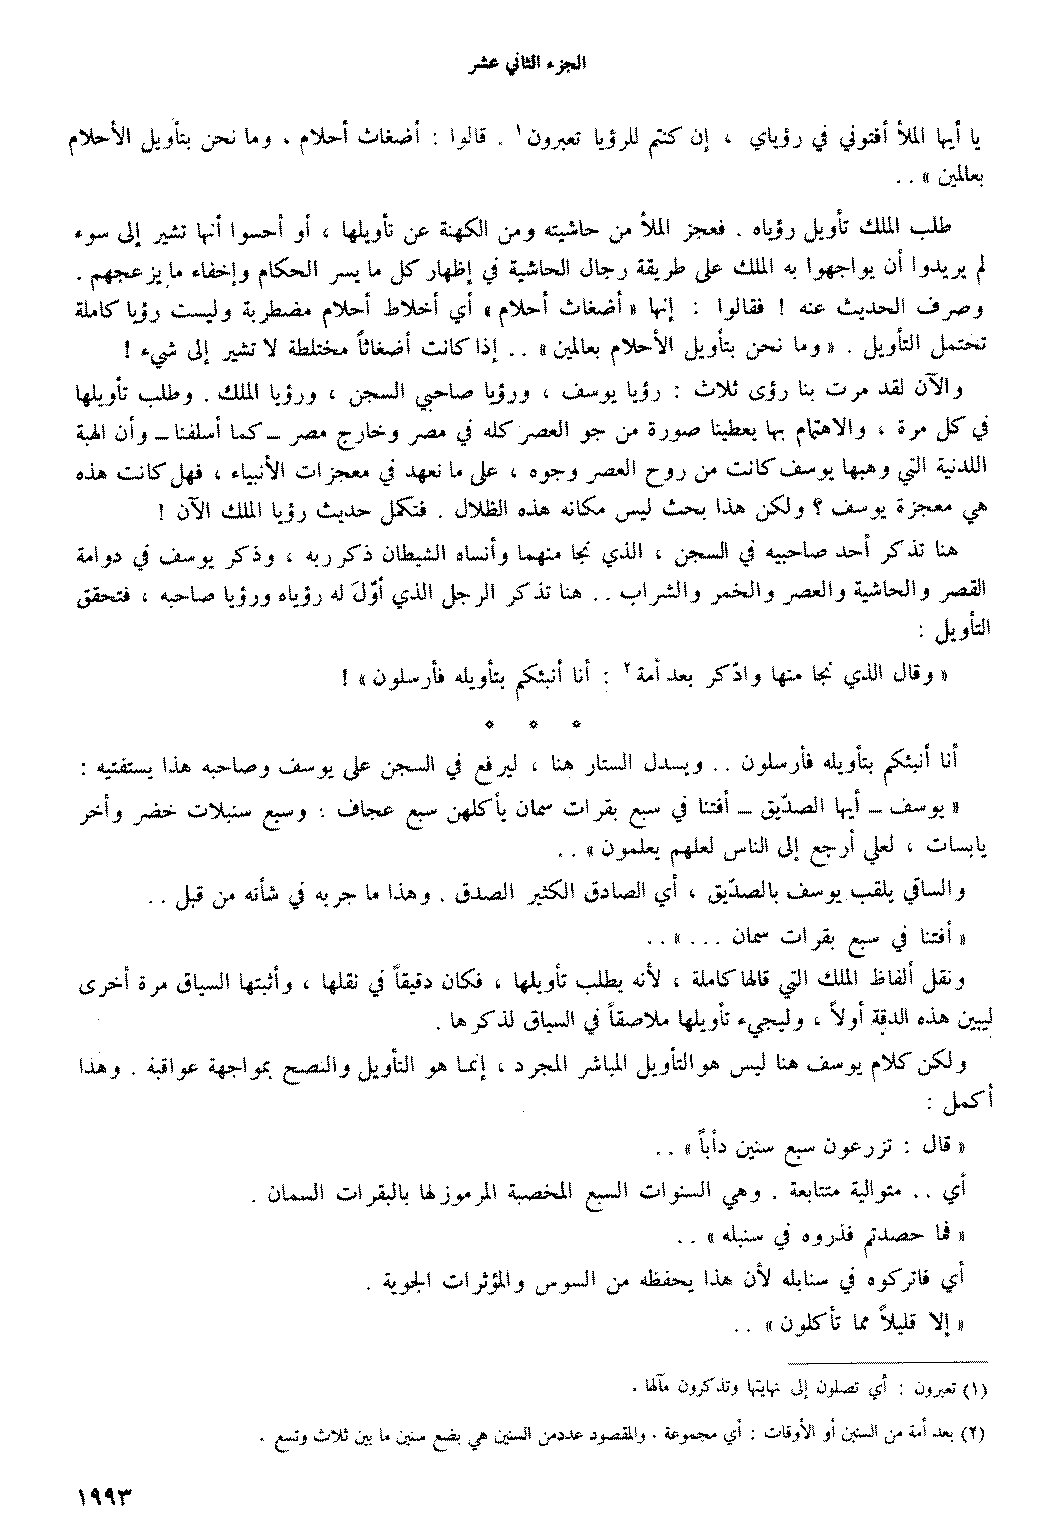 الجزء الثاني عشر
يا أيها الملأ أفتوني في رؤياي ، إن كنتم للرؤيا تعبرون١ . قالوا : أضغاث أحلام ، وما نحن بتأويل الأحلام
بعالمين » . .
طلب الملك تأويل رؤياه . فعجز الملأ من حاشيته ومن الكهنة عن تأويلها ، أو أحسوا أنها تشير إلى سوء
لم يريدوا أن يواجهوا به الملك على طريقة رجال الحاشية في إظهار كل ما يسر الحكام وإخفاء ما يزعجهم .
وصرف الحديث عنه ! فقالوا : إنها « أضغاث أحلام » أي أخلاط أحلام مضطربة وليست رؤيا كاملة
تحتمل التأويل . « وما نحن بتأويل الأحلام بعالمين » . . إذا كانت أضغاثاً مختلطة لا تشير إلى شيء !
والآن لقد مرت بنا رؤى ثلاث : رؤيا يوسف ، ورؤيا صاحبي السجن ، ورؤيا الملك . وطلب تأويلها
في كل مرة ، والاهتمام بها يعطينا صورة من جو العصر كله في مصر وخارج مصر – كما أسلفنا – وأن الهبة
اللدنية التي وهبها يوسف كانت من روح العصر وجوه ، على ما نعهد في معجزات الأنبياء ، فهل كانت هذه
هي معجزة يوسف ؟ ولكن هذا بحث ليس مكانه هذه الظلال . فتكمل حديث رؤيا الملك الآن !
هنا تذكر أحد صاحبيه في السجن ، الذي نجا منهما وأنساه الشيطان ذكر ربه ، وذكر يوسف في دوامة
القصر والحاشية والعصر والخمر والشراب . . هنا تذكر الرجل الذي أوّلَ له رؤياه ورؤيا صاحبه ، فتحقق
التأويل :
« وقال الذي نجا منها وادّكر بعد أمة٢ : أنا أنبئكم بتأويله فأرسلون » !
* * *
أنا أنبئكم بتأويله فأرسلون . . ويسدل الستار هنا ، ليرفع في السجن على يوسف وصاحبه هذا يستفتيه :
« يوسف – أيها الصدّيق – أفتنا في سبع بقرات سمان يأكلهن سبع عجاف : وسبع سنبلات خضر وأخر
يابسات ، لعلي أرجع إلى الناس لعلهم يعلمون » . .
والساقي يلقب يوسف بالصدّيق ، أي الصادق الكثير الصدق . وهذا ما جربه في شأنه من قبل . .
« أفتنا في سبع بقرات سمان . . . » . .
ونقل ألفاظ الملك التي قالها كاملة ، لأنه يطلب تأويلها ، فكان دقيقاً في نقلها ، وأثبتها السياق مرة أخرى
ليبين هذه الدقة أولاً ، وليجيء تأويلها ملاصقاً في السياق لذكرها .
ولكن كلام يوسف هنا ليس هو التأويل المباشر المجرد ، إنما هو التأويل والنصح بمواجهة عواقبه . وهذا
أكمل :
« قال : تزرعون سبع سنين دأباً » . .
أي . . متوالية متتابعة . وهي السنوات السبع المخصبة المرموز لها بالبقرات السمان .
« فما حصدتم فذروه في سنبله » . .
أي فاتركوه في سنابله لأن هذا يحفظه من السوس والمؤثرات الجوية .
« إلا قليلاً مما تأكلون » . .
(١) تعبرون : أي تصلون إلى نهايتها وتذكرون مآلها .
(٢) بعد أمة من السنين أو الأوقات : أي مجموعة . والمقصود عدد من السنين هي بضع سنين ما بين ثلاث وتسع .
١٩٩٣